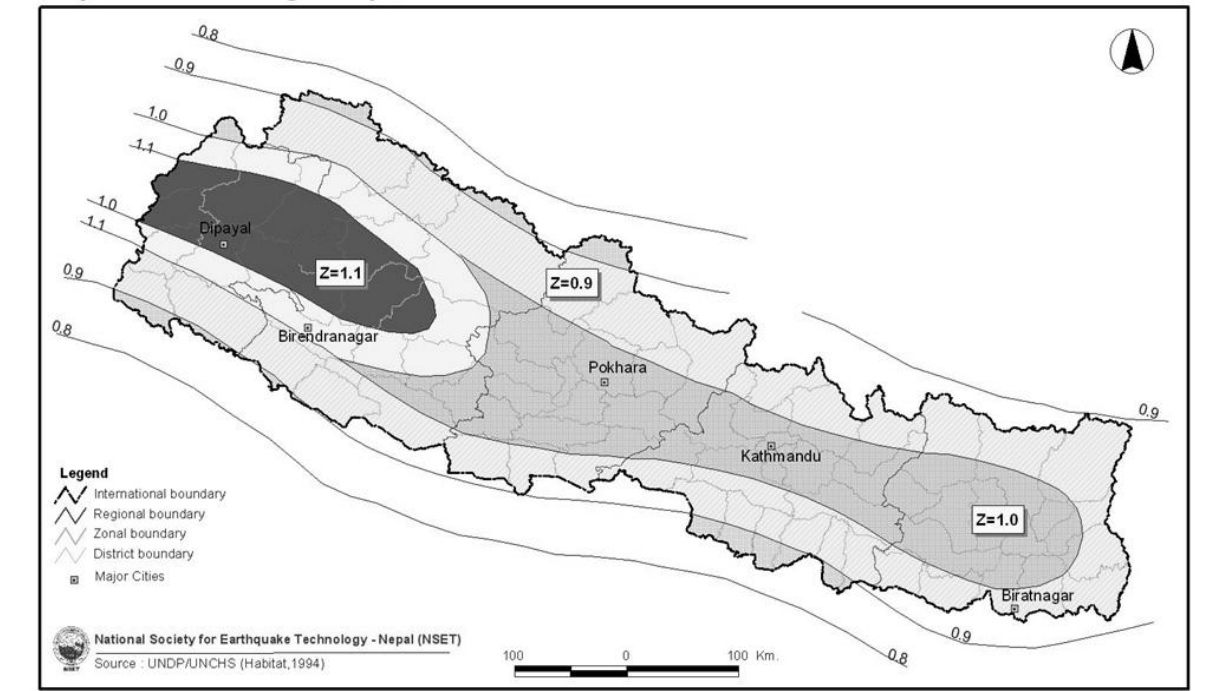 0.8
0.9
1.0
1.1
1.0
1.1
0.9
0.8
Dipayal
Z=1.1
Z=0.9
Birendranagar
Pokhara
0.9
Kathmandu
Z=1.0
Biratnagar
0.9
0.8
Legend
International boundary
Regional boundary
Zonal boundary
District boundary
Major Cities
NSET
National Society for Earthquake Technology - Nepal (NSET)
Source : UNDP/UNCHS (Habitat,1994)
100 0 100 Km.